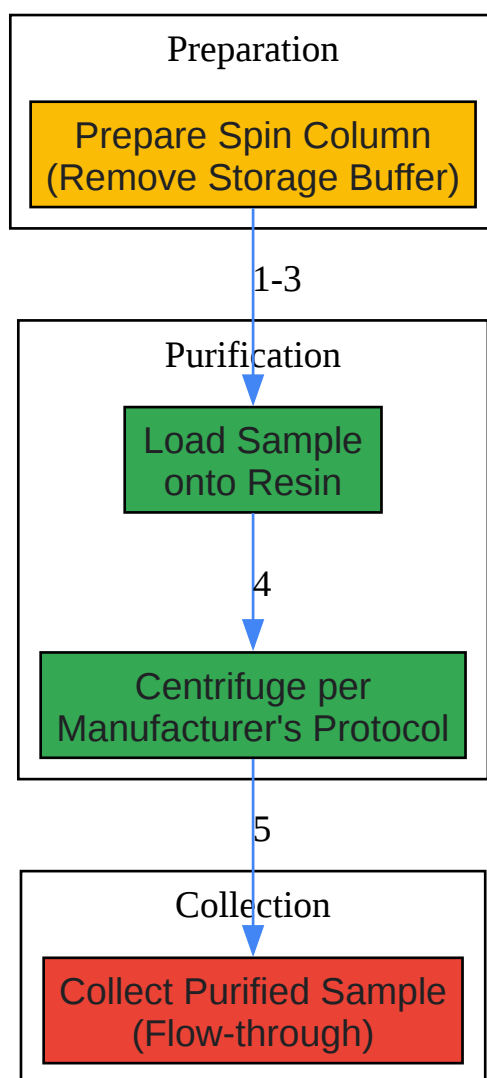 Preparation
Prepare Spin Column
(Remove Storage Buffer)
1-3
Purification
Load Sample
onto Resin
4
Centrifuge per
Manufacturer's Protocol
5
Collection
Collect Purified Sample
(Flow-through)